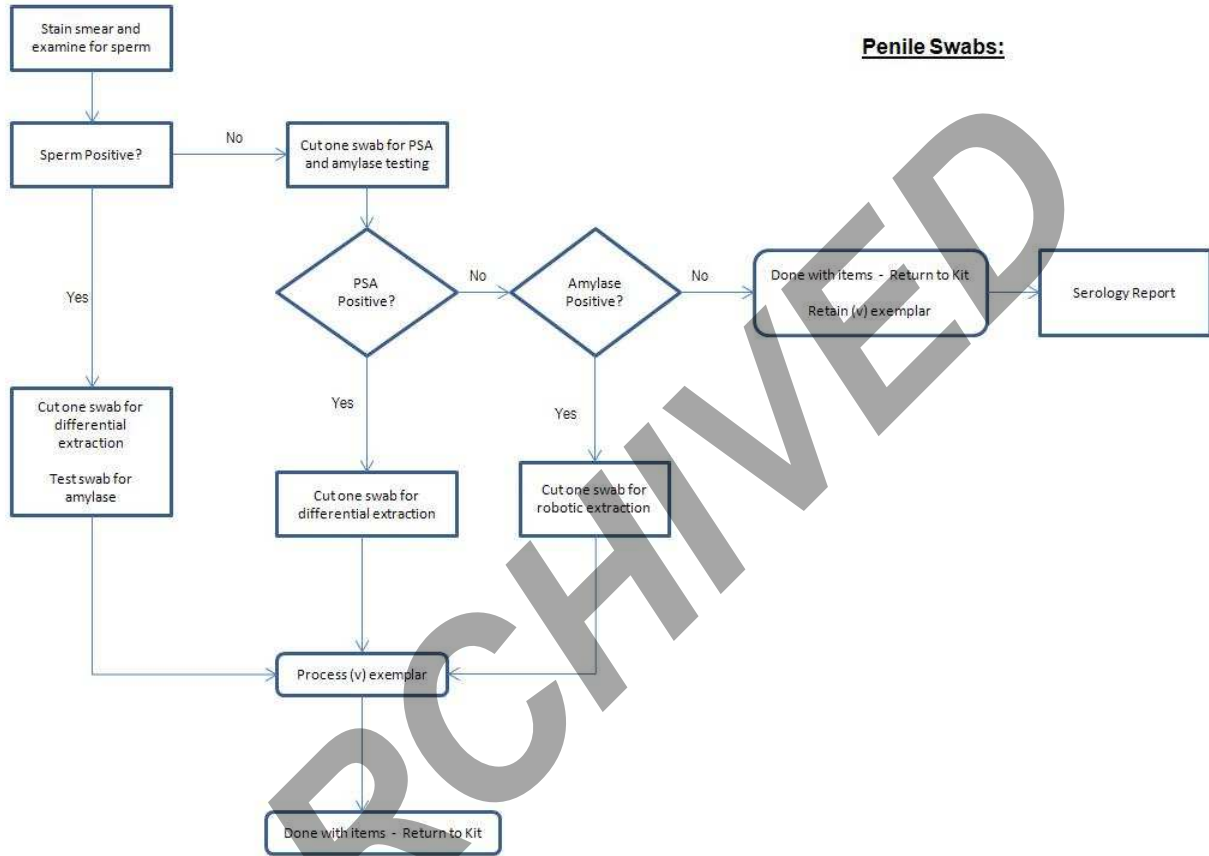 Penile Swabs:
Stain smear and
examine for sperm
Sperm Positive?
No
Cut one swab for PSA
and amylase testing
Yes
PSA
Positive?
No
Amylase
Positive?
No
Done with items - Return to Kit
Retain (v) exemplar
Serology Report
Cut one swab for
differential
extraction
Test swab for
amylase
Yes
Cut one swab for
differential extraction
Yes
Cut one swab for
robotic extraction
Process (v) exemplar
Done with items - Return to Kit
RCHIVED